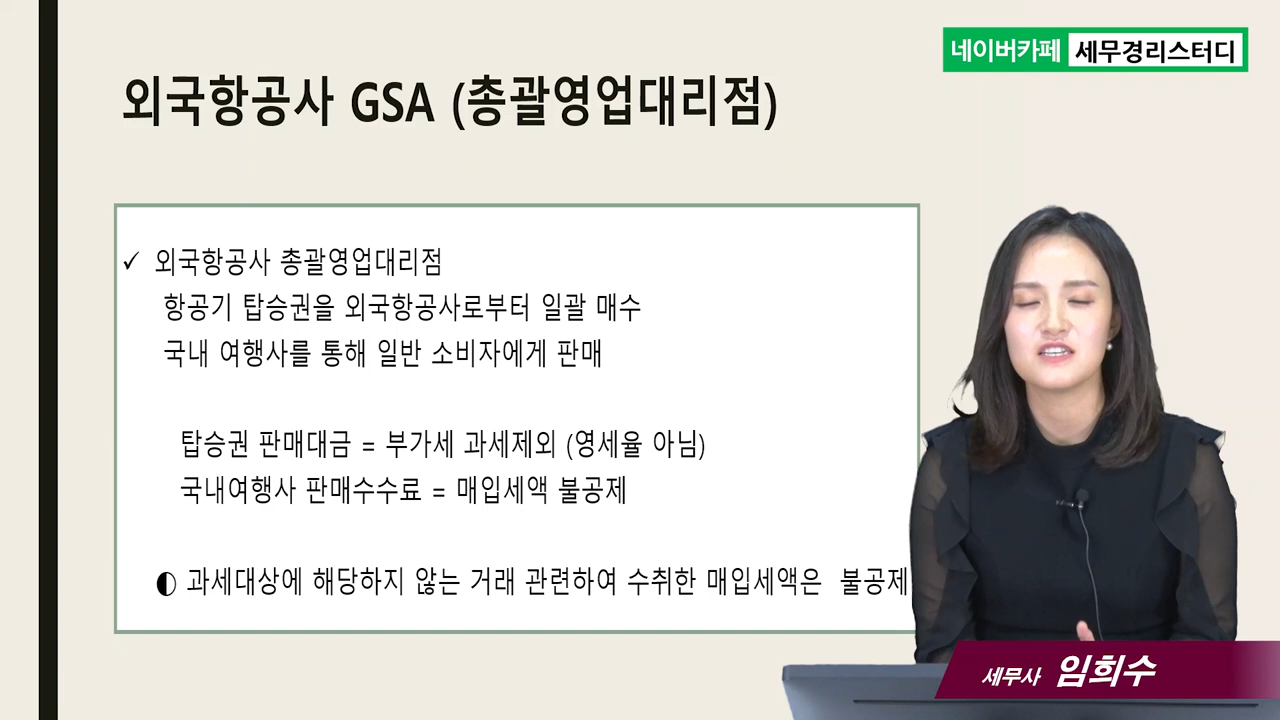 네이버카페 세무경리스터디
외국항공사 GSA (총괄영업대리점)
✓ 외국항공사 총괄영업대리점
항공기 탑승권을 외국항공사로부터 일괄 매수
국내 여행사를 통해 일반 소비자에게 판매
탑승권 판매대금 = 부가세 과세제외 (영세율 아님)
국내여행사 판매수수료 = 매입세액 불공제
◐ 과세대상에 해당하지 않는 거래 관련하여 수취한 매입세액은 불공제
세무사 임희수